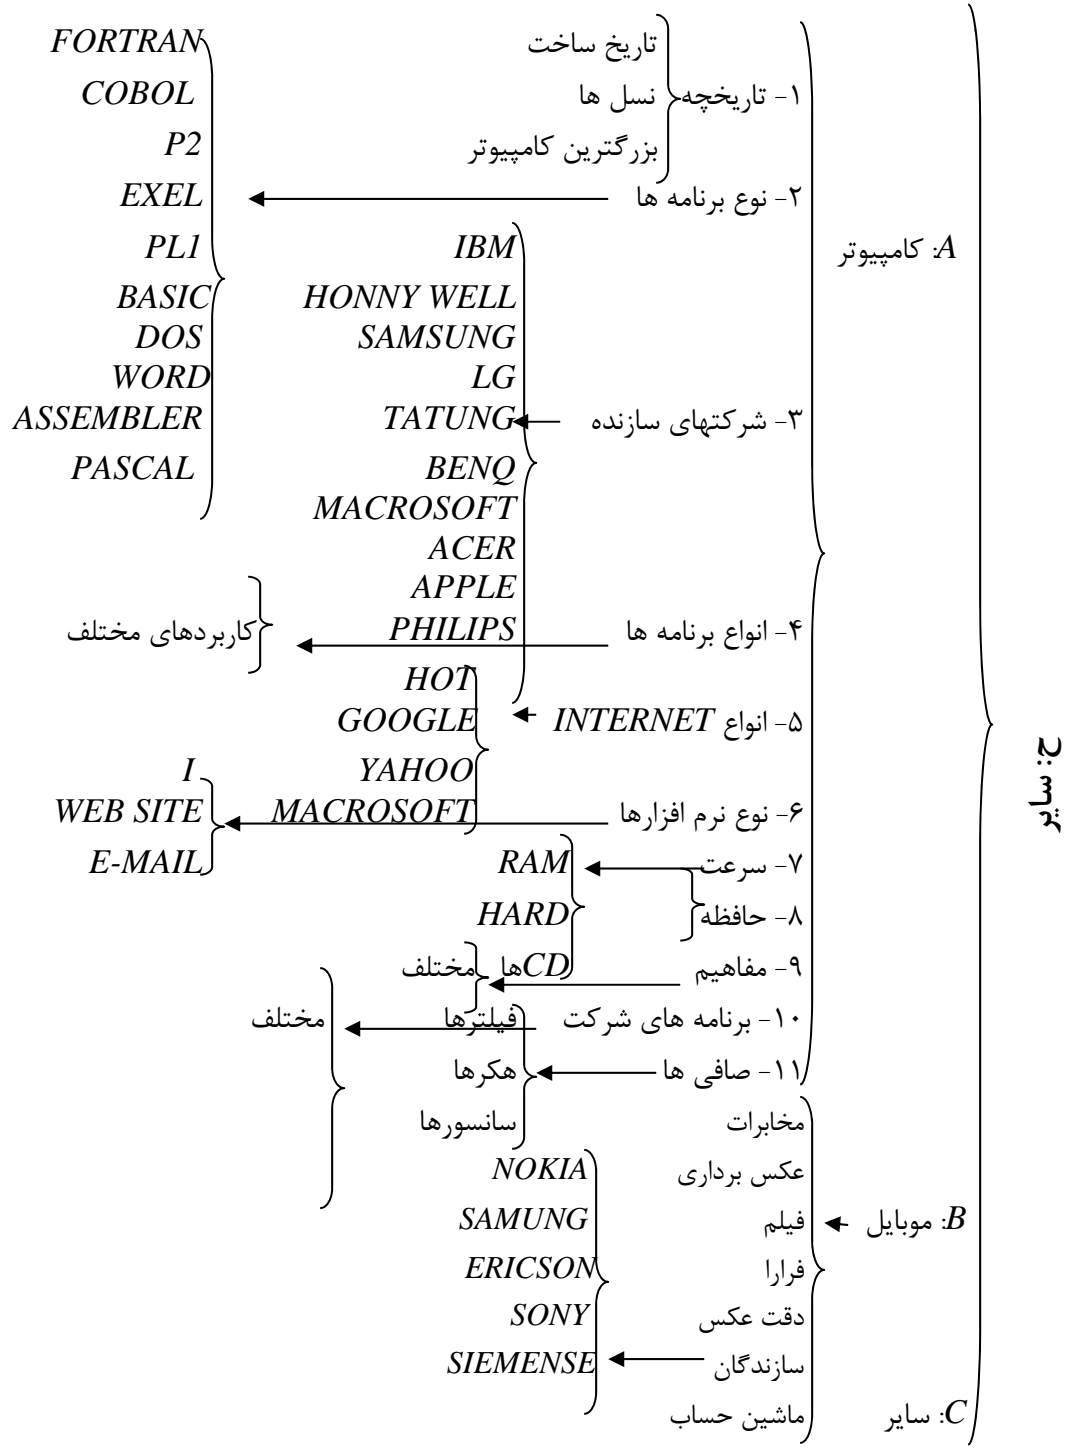 ح: سایر
A: کامپیوتر
۱- تاریخچه
تاریخ ساخت
نسل ها
بزرگترین کامپیوتر
۲- نوع برنامه ها
FORTRAN
COBOL
P2
EXEL
PL1
BASIC
DOS
WORD
ASSEMBLER
PASCAL
۳- شرکتهای سازنده
IBM
HONNY WELL
SAMSUNG
LG
TATUNG
BENQ
MACROSOFT
ACER
APPLE
PHILIPS
۴- انواع برنامه ها
کاربردهای مختلف
۵- انواع INTERNET
HOT
GOOGLE
YAHOO
MACROSOFT
۶- نوع نرم افزارها
I
WEB SITE
E-MAIL
۷- سرعت
۸- حافظه
RAM
HARD
CDها
۹- مفاهیم
مختلف
۱۰- برنامه های شرکت
مختلف
۱۱- صافی ها
فیلترها
هکرها
سانسورها
B: موبایل
مخابرات
عکس برداری
فیلم
فرارا
دقت عکس
سازندگان
NOKIA
SAMUNG
ERICSON
SONY
SIEMENSE
ماشین حساب
C: سایر